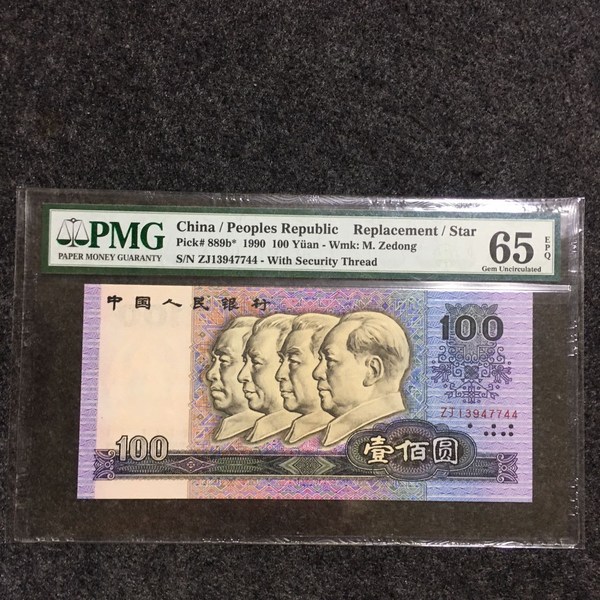 PMG
PAPER MONEY GUARANTY
China / Peoples Republic Replacement / Star
Pick# 889b* 1990 100 Yüan - Wmk: M. Zedong
S/N ZJ13947744 - With Security Thread
65 EPQ
Gem Uncirculated
中国人民银行
100
ZJ13947744
100
壹佰圆